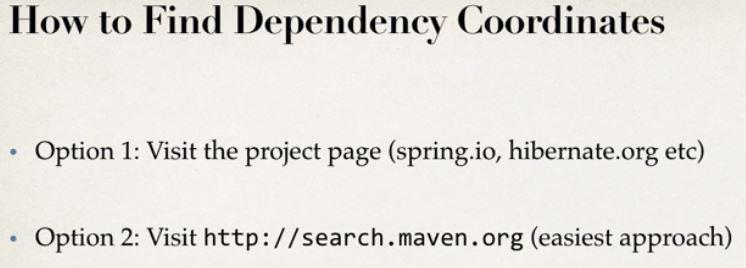 How to Find Dependency Coordinates
• Option 1: Visit the project page (spring.io, hibernate.org etc)
• Option 2: Visit http://search.maven.org (easiest approach)